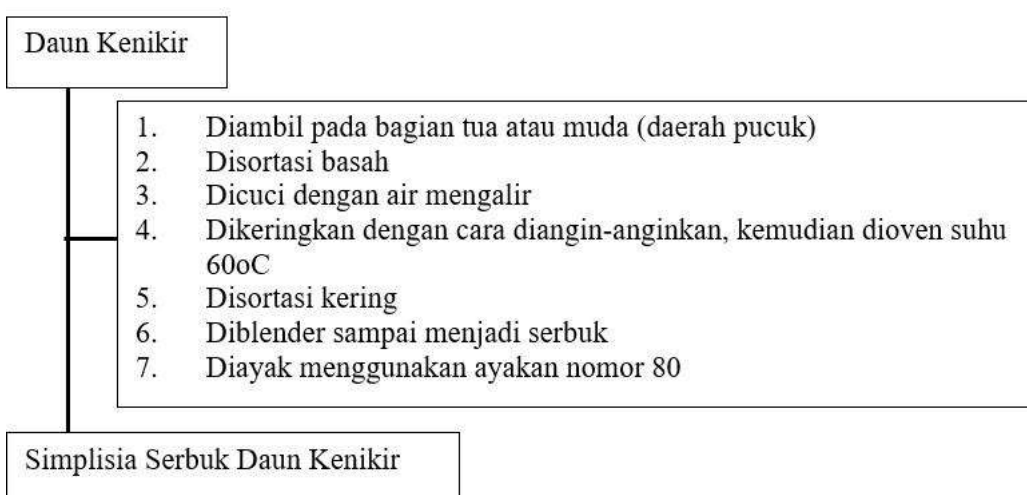 Daun Kenikir
1. Diambil pada bagian tua atau muda (daerah pucuk)
2. Disortasi basah
3. Dicuci dengan air mengalir
4. Dikeringkan dengan cara diangin-anginkan, kemudian dioven suhu
60oC
5. Disortasi kering
6. Diblender sampai menjadi serbuk
7. Diayak menggunakan ayakan nomor 80
Simplisia Serbuk Daun Kenikir